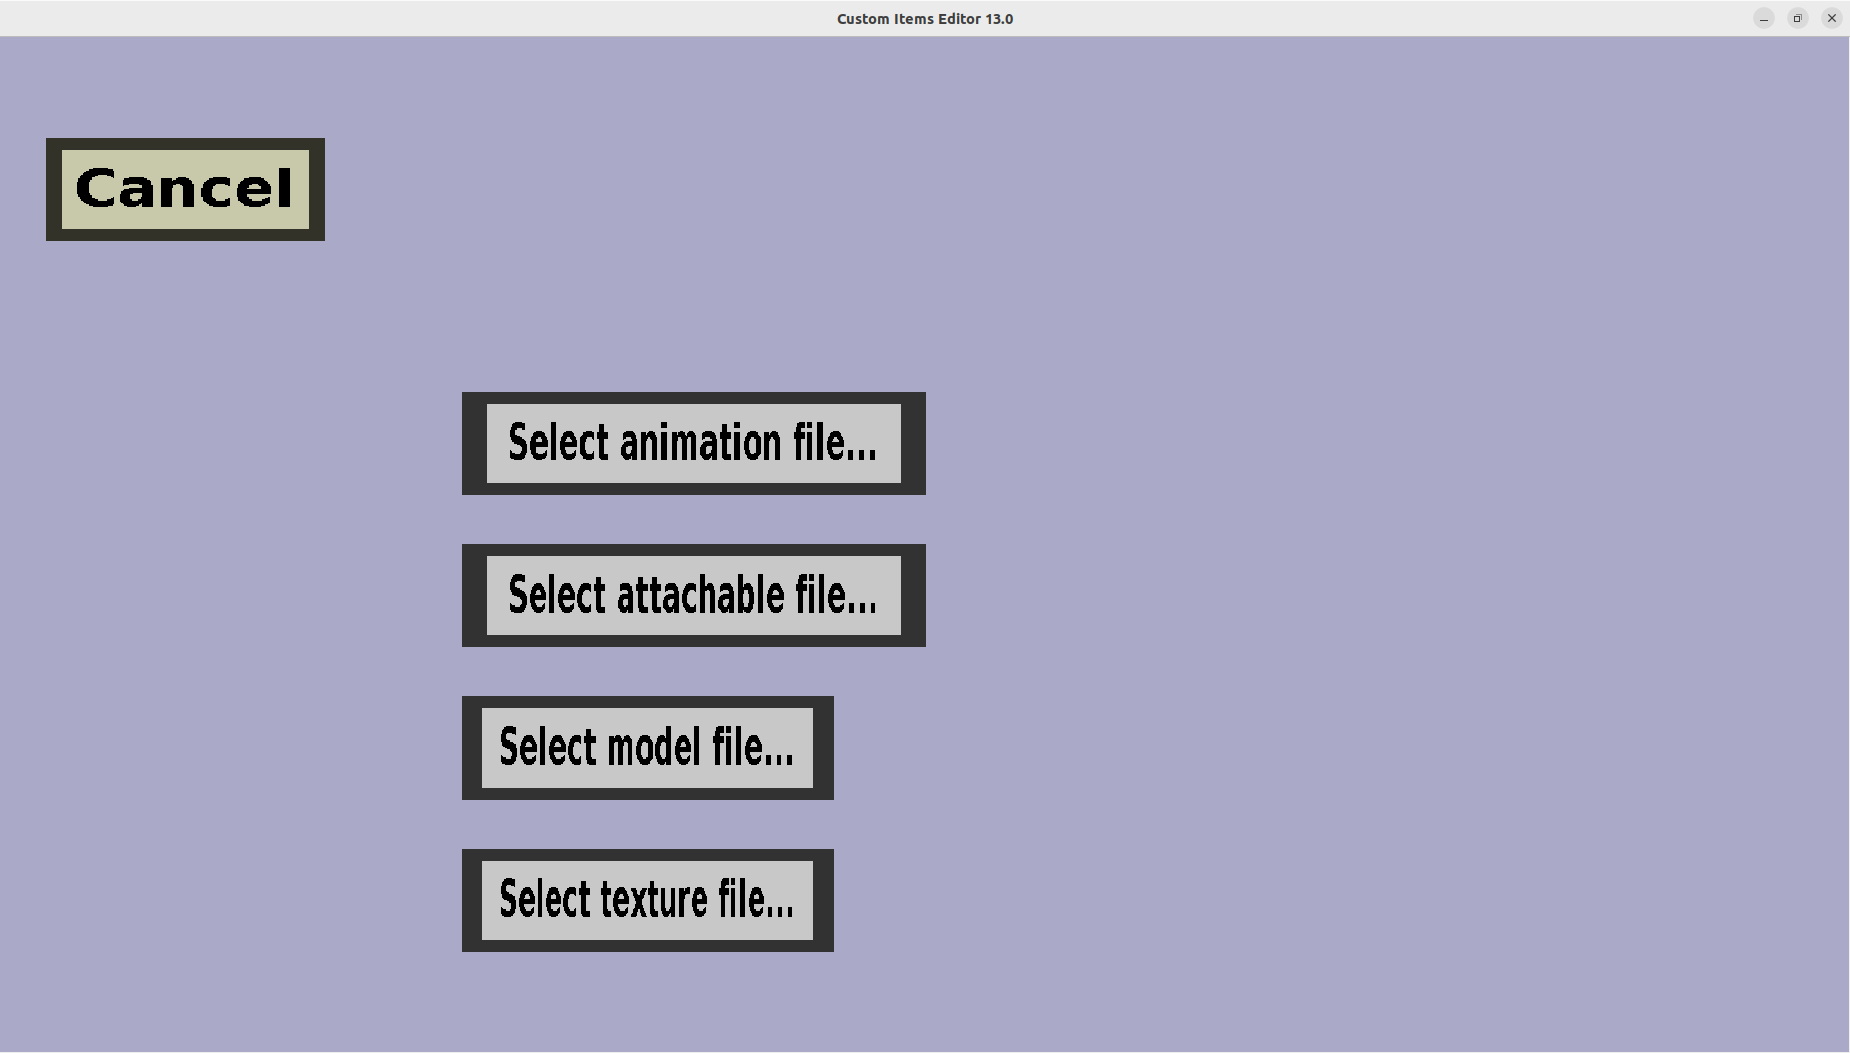 Custom Items Editor 13.0
Cancel
Select animation file...
Select attachable file...
Select model file...
Select texture file...